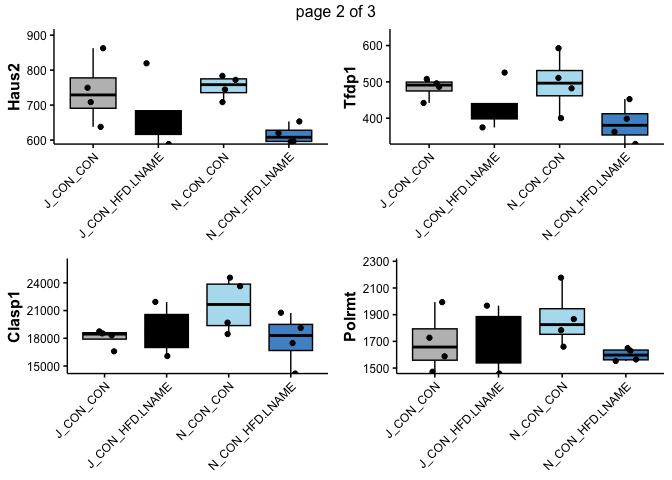 page 2 of 3
Haus2
900
800
700
600
J_CON_CON
J_CON_HFD.LNAME
N_CON_CON
N_CON_HFD.LNAME
Tfdp1
600
500
400
J_CON_CON
J_CON_HFD.LNAME
N_CON_CON
N_CON_HFD.LNAME
Clasp1
24000
21000
18000
15000
J_CON_CON
J_CON_HFD.LNAME
N_CON_CON
N_CON_HFD.LNAME
Polrmt
2300
2100
1900
1700
1500
J_CON_CON
J_CON_HFD.LNAME
N_CON_CON
N_CON_HFD.LNAME